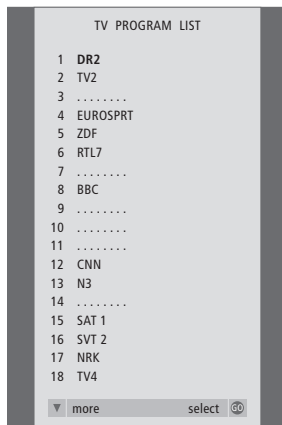 TV PROGRAM LIST
1 DR2
2 TV2
3 . . . . . . . .
4 EUROSPRT
5 ZDF
6 RTL7
7 . . . . . . . .
8 BBC
9 . . . . . . . .
10 . . . . . . . .
11 . . . . . . . .
12 CNN
13 N3
14 . . . . . . . .
15 SAT 1
16 SVT 2
17 NRK
18 TV4
▼ more select GO